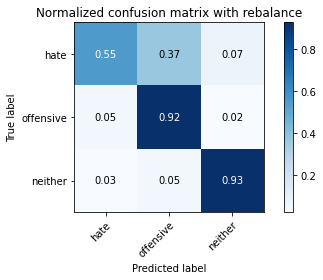 Normalized confusion matrix with rebalance
True label
hate
offensive
neither
0.55 0.37 0.07
0.05 0.92 0.02
0.03 0.05 0.93
hate
offensive
neither
Predicted label
0.8
0.6
0.4
0.2